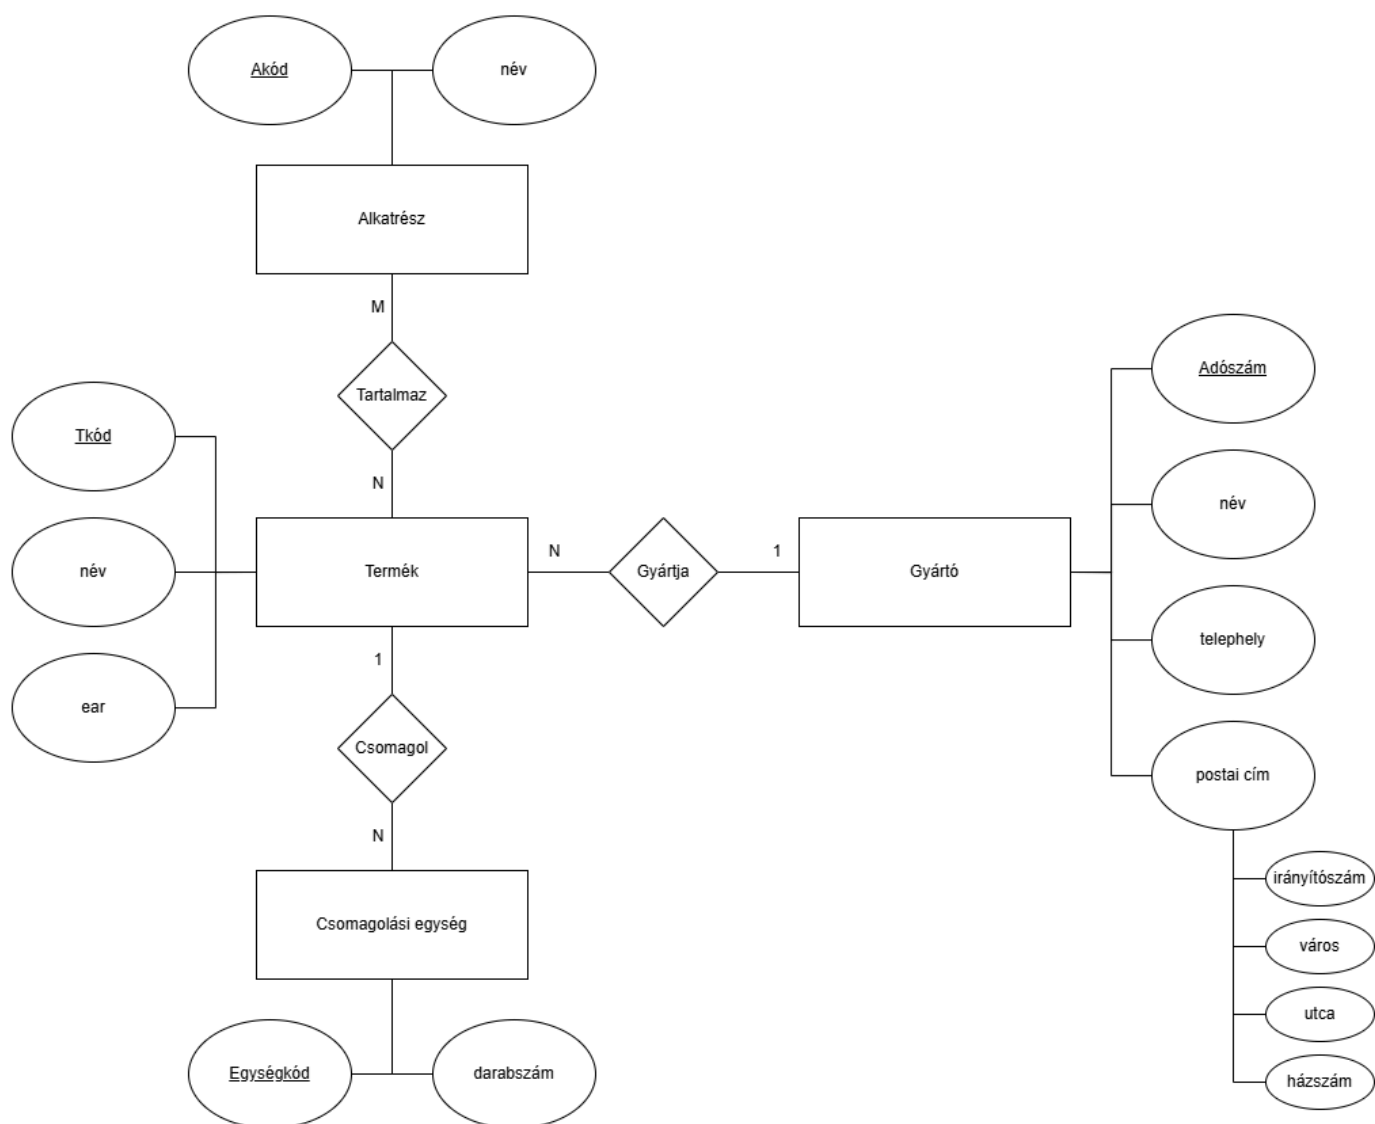 Akód
név
Alkatrész
M
Tartalmaz
Adószám
Tkód
N
név
N
1
név
Termék
Gyártja
Gyártó
telephely
1
ear
Csomagol
postai cím
N
irányítószám
Csomagolási egység
város
utca
Egységkód
darabszám
házszám